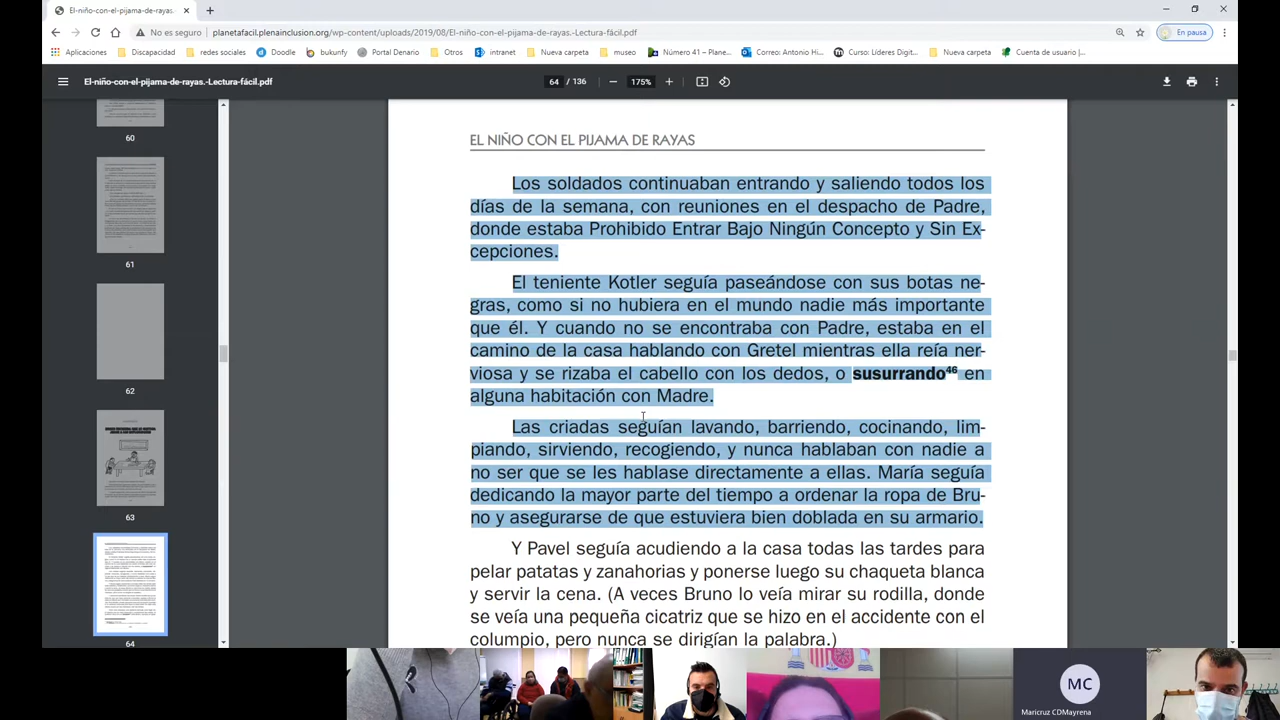 El-niño-con-el-pijama-de-rayas.-L
No es seguro
planetafacil.plenainclusion.org/wp-content/uploads/2019/08/El-niño-con-el-pijama-de-rayas.-Lectura-fácil.pdf
En pausa
Aplicaciones Discapacidad redes sociales Doodle bukunfy Portal Denario Otros intranet Nueva carpeta museo Número 41 – Plane... Correo: Antonio Hi... Curso: Líderes Digit... Nueva carpeta Cuenta de usuario...
El-niño-con-el-pijama-de-rayas.-Lectura-fácil.pdf
64 / 136
175%
60
61
62
63
64
EL NIÑO CON EL PIJAMA DE RAYAS
Los soldados continuaban entrando y saliendo todos los
días de la semana, con reuniones en el despacho de Padre,
donde estaba Prohibido Entrar Bajo Ningún Concepto y Sin Ex-
cepciones.
El teniente Kotler seguía paseándose con sus botas ne-
gras, como si no hubiera en el mundo nadie más importante
que él. Y cuando no se encontraba con Padre, estaba en el
camino de la casa hablando con Gretel mientras ella reía ner-
viosa y se rizaba el cabello con los dedos, o susurrando46 en
alguna habitación con Madre.
Las criadas seguían lavando, barriendo, cocinando, lim-
piando, sirviendo, recogiendo, y nunca hablaban con nadie a
no ser que se les hablase directamente a ellas. María seguía
dedicando la mayor parte del tiempo a ordenar la ropa de Bru-
no y asegurarse de que estuviera bien doblada en su armario.
Y Pavel seguía acudiendo a la casa todas las tardes para
pelar patatas y zanahorias y ponerse luego la chaqueta blanca
y servir la cena. (A veces Bruno lo veía mirar su rodilla, donde
se veía una pequeña cicatriz que se hizo en el accidente con el
columpio, pero nunca se dirigían la palabra.)
MC
Maricruz CDMayrena